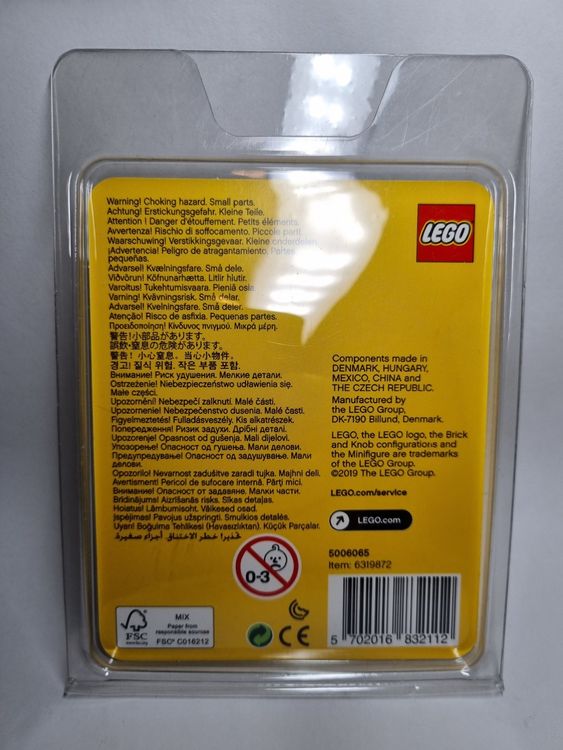 Warning! Choking hazard. Small parts.
Achtung! Erstickungsgefahr. Kleine Teile.
Attention ! Danger d'étouffement. Petits éléments.
Avvertenza! Rischio di soffocamento. Piccole parti.
Waarschuwing! Verstikkingsgevaar. Kleine onderdelen.
¡Advertencia! Peligro de atragantamiento. Partes
pequeñas.
Advarsel! Kvælningsfare. Små dele.
Viðvörun! Köfnunarhætta. Litlir hlutir.
Varoitus! Tukehtumisvaara. Pieniä osia.
Varning! Kvävningsrisk. Små delar.
Advarsel! Kvelningsfare. Små deler.
Atenção! Risco de asfixia. Pequenas partes.
Προειδοποίηση! Κίνδυνος πνιγμού. Μικρά μέρη.
警告!小部品があります。
誤飲・窒息の危険があります。
警告！小心窒息。当心小物件。
경고! 질식 위험. 작은 부품 포함.
Внимание! Риск удушения. Мелкие детали.
Ostrzeżenie! Niebezpieczeństwo udławienia się.
Małe części.
Upozornění! Nebezpečí zalknutí. Malé části.
Upozornenie! Nebezpečenstvo dusenia. Malé časti.
Figyelmeztetés! Fulladásveszély. Kis alkatrészek.
Попередження! Ризик задухи. Дрібні деталі.
Upozorenje! Opasnost od gušenja. Mali dijelovi.
Упозорење! Опасност од гушења. Мали делови.
Предупредување! Опасност од задушување. Мали
делови.
Opozorilo! Nevarnost zadušitve zaradi tujka. Majhni deli.
Avertisment! Pericol de sufocare internă. Părţi mici.
Внимание! Опасност от задавяне. Малки части.
Brīdinājums! Aizrīšanās risks. Sīkas detaļas.
Hoiatus! Lämbumisoht. Väikesed osad.
Įspėjimas! Pavojus užspringti. Smulkios detalės.
Uyarı! Boğulma Tehlikesi (Havasızlıktan). Küçük Parçalar.
تحذير! خطر الاختناق. أجزاء صغيرة.
0-3
FSC
www.fsc.org
MIX
Paper from
responsible sources
FSC® C016212
CE
LEGO
Components made in
DENMARK, HUNGARY,
MEXICO, CHINA and
THE CZECH REPUBLIC.
Manufactured by
the LEGO Group,
DK-7190 Billund, Denmark.
LEGO, the LEGO logo, the Brick
and Knob configurations and
the Minifigure are trademarks
of the LEGO Group.
©2019 The LEGO Group.
LEGO.com/service
LEGO.com
5006065
Item: 6319872
5 702016 832112